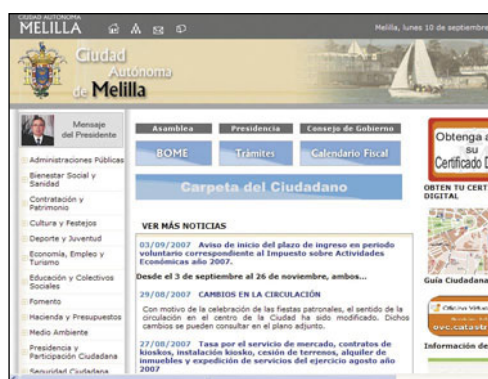 CIUDAD AUTÓNOMA
MELILLA
Melilla, lunes 10 de septiembre
Ciudad
Autónoma
de Melilla
Mensaje
del Presidente
Administraciones Públicas
Bienestar Social y
Sanidad
Contratación y
Patrimonio
Cultura y Festejos
Deporte y Juventud
Economía, Empleo y
Turismo
Educación y Colectivos
Sociales
Fomento
Hacienda y Presupuestos
Medio Ambiente
Presidencia y
Participación Ciudadana
Seguridad Ciudadana
Asamblea
Presidencia
Consejo de Gobierno
BOME
Trámites
Calendario Fiscal
Carpeta del Ciudadano
VER MÁS NOTICIAS
03/09/2007 Aviso de inicio del plazo de ingreso en periodo
voluntario correspondiente al Impuesto sobre Actividades
Económicas año 2007.
Desde el 3 de septiembre al 26 de noviembre, ambos...
29/08/2007 CAMBIOS EN LA CIRCULACIÓN
Con motivo de la celebración de las fiestas patronales, el sentido de la
circulación en el centro de la Ciudad ha sido modificado. Dichos
cambios se pueden consultar en el plano adjunto.
27/08/2007 Tasa por el servicio de mercado, contratos de
kioskos, instalación kiosko, cesión de terrenos, alquiler de
inmuebles y expedición de servicios del ejercicio agosto año
2007
Obtenga a
su
Certificado D
OBTEN TU CERT
DIGITAL
Guía Ciudadana
Oficina Virtu
ovc.catast
Información de